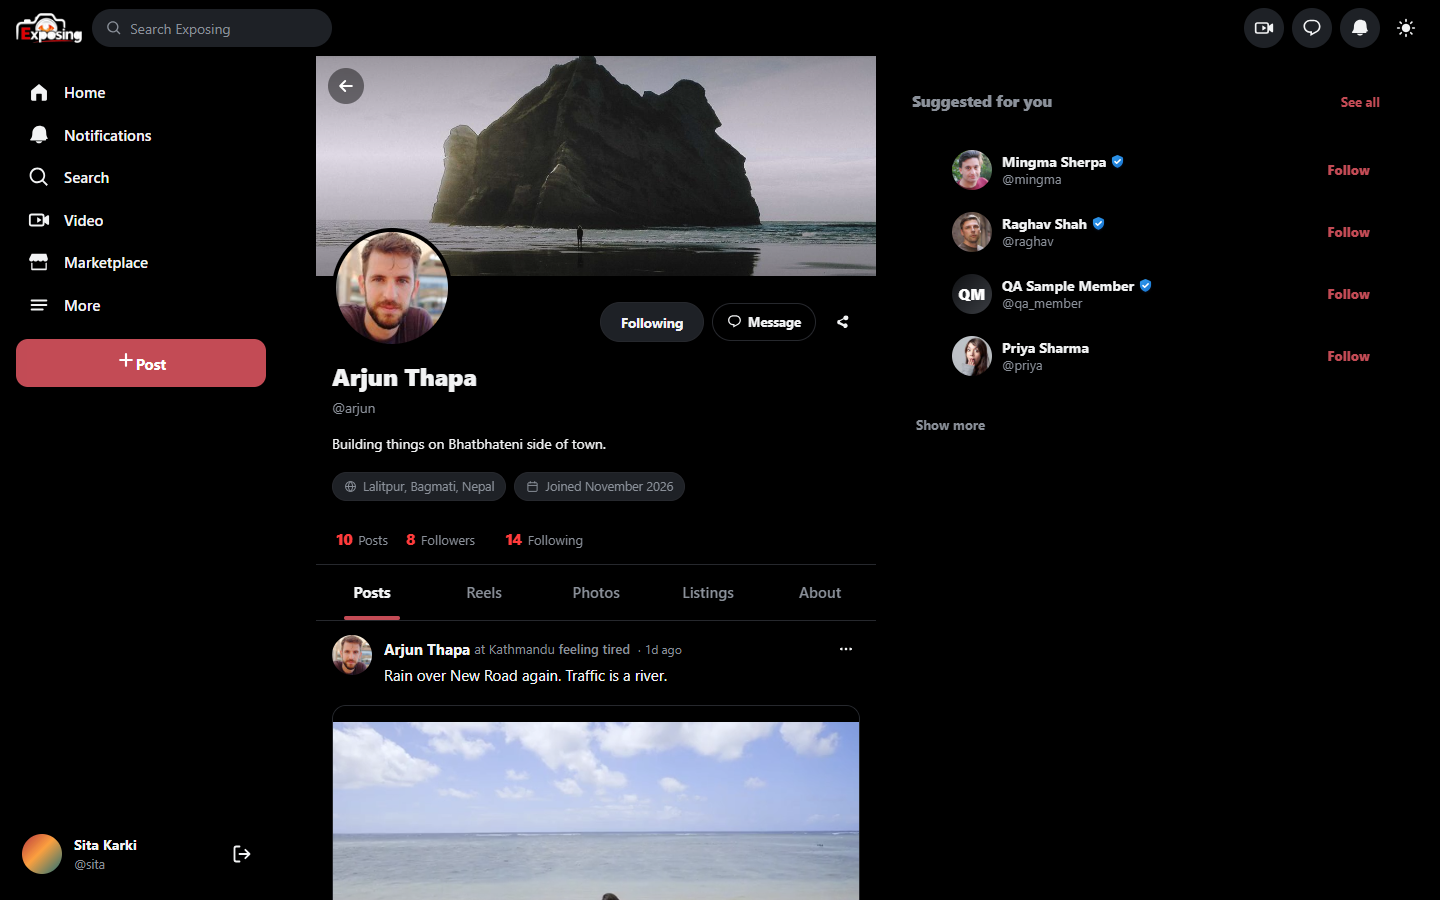 Exposing
Search Exposing
Home
Notifications
Search
Video
Marketplace
More
+ Post
Sita Karki
@sita
Following
Message
Arjun Thapa
@arjun
Building things on Bhatbhateni side of town.
Lalitpur, Bagmati, Nepal
Joined November 2026
10 Posts 8 Followers 14 Following
Posts Reels Photos Listings About
Arjun Thapa at Kathmandu feeling tired · 1d ago
Rain over New Road again. Traffic is a river.
Suggested for you
See all
Mingma Sherpa
@mingma
Follow
Raghav Shah
@raghav
Follow
QM
QA Sample Member
@qa_member
Follow
Priya Sharma
@priya
Follow
Show more